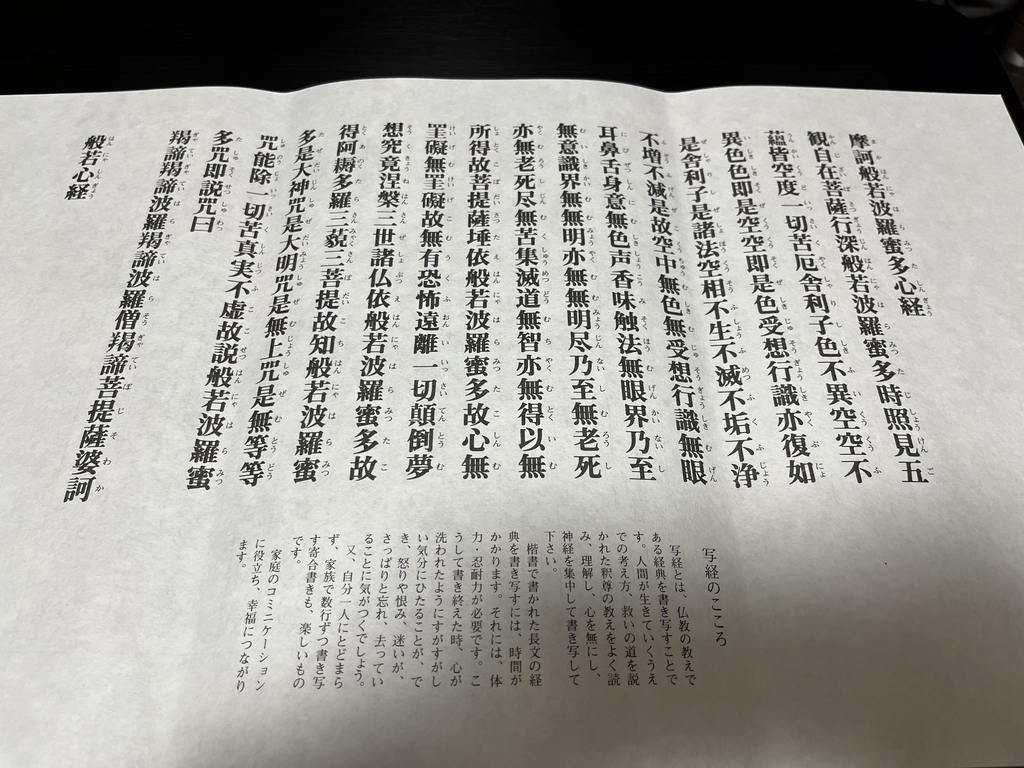 摩訶般若波羅蜜多心経
観自在菩薩行深般若波羅蜜多時照見五
蘊皆空度一切苦厄舎利子色不異空空不
異色色即是空空即是色受想行識亦復如
是舎利子是諸法空相不生不滅不垢不浄
不増不減是故空中無色無受想行識無眼
耳鼻舌身意無色声香味触法無眼界乃至
無意識界無無明亦無無明尽乃至無老死
亦無老死尽無苦集滅道無智亦無得以無
所得故菩提薩埵依般若波羅蜜多故心無
罣礙無罣礙故無有恐怖遠離一切顛倒夢
想究竟涅槃三世諸仏依般若波羅蜜多故
得阿耨多羅三藐三菩提故知般若波羅蜜
多是大神咒是大明咒是無上咒是無等等
咒能除一切苦真実不虚故説般若波羅蜜
多咒即説咒曰
羯諦羯諦波羅羯諦波羅僧羯諦菩提薩婆訶
般若心経
写経のこころ
写経とは、仏教の教えで
ある経典を書き写すことで
す。人間が生きていくうえ
での考え方、救いの道を説
かれた釈尊の教えをよく読
み、理解し、心を無にし、
神経を集中して書き写して
下さい。
楷書で書かれた長文の経
典を書き写すには、時間が
かかります。それには、体
力・忍耐力が必要です。こ
うして書き終えた時、心が
洗われたようにすがすがし
い気分にひたることが、で
き、怒りや恨み、迷いが、
さっぱりと忘れ、去ってい
ることに気がつくでしょう。
又、自分一人にとどまら
ず、家族で数行ずつ書き写
す寄合書きも、楽しいもの
です。
家庭のコミニケーション
に役立ち、幸福につながり
ます。